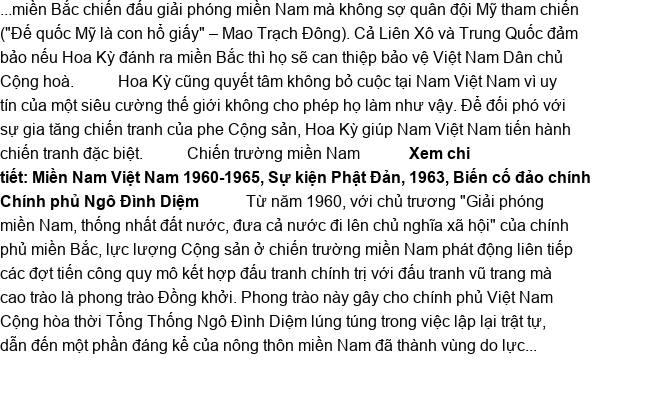 ...miền Bắc chiến đấu giải phóng miền Nam mà không sợ quân đội Mỹ tham chiến
("Đế quốc Mỹ là con hổ giấy" – Mao Trạch Đông). Cả Liên Xô và Trung Quốc đảm
bảo nếu Hoa Kỳ đánh ra miền Bắc thì họ sẽ can thiệp bảo vệ Việt Nam Dân chủ
Cộng hoà. Hoa Kỳ cũng quyết tâm không bỏ cuộc tại Nam Việt Nam vì uy
tín của một siêu cường thế giới không cho phép họ làm như vậy. Để đối phó với
sự gia tăng chiến tranh của phe Cộng sản, Hoa Kỳ giúp Nam Việt Nam tiến hành
chiến tranh đặc biệt. Chiến trường miền Nam Xem chi
tiết: Miền Nam Việt Nam 1960-1965, Sự kiện Phật Đản, 1963, Biến cố đảo chính
Chính phủ Ngô Đình Diệm Từ năm 1960, với chủ trương "Giải phóng
miền Nam, thống nhất đất nước, đưa cả nước đi lên chủ nghĩa xã hội" của chính
phủ miền Bắc, lực lượng Cộng sản ở chiến trường miền Nam phát động liên tiếp
các đợt tiến công quy mô kết hợp đấu tranh chính trị với đấu tranh vũ trang mà
cao trào là phong trào Đồng khởi. Phong trào này gây cho chính phủ Việt Nam
Cộng hòa thời Tổng Thống Ngô Đình Diệm lúng túng trong việc lập lại trật tự,
dẫn đến một phần đáng kể của nông thôn miền Nam đã thành vùng do lực...